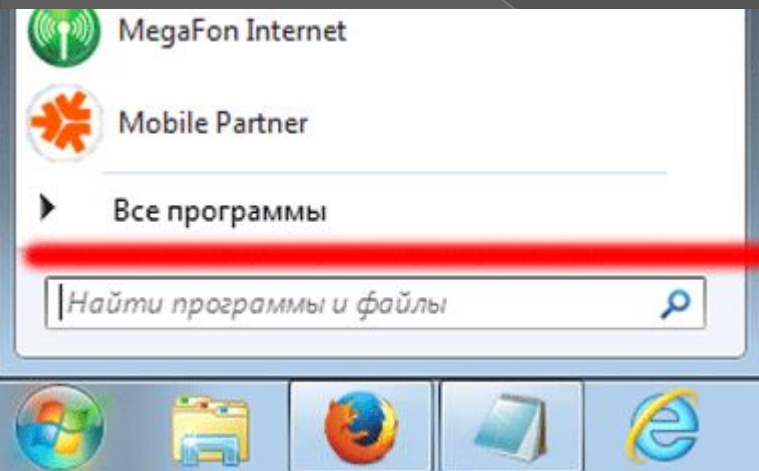 MegaFon Internet
Mobile Partner
Все программы
Найти программы и файлы